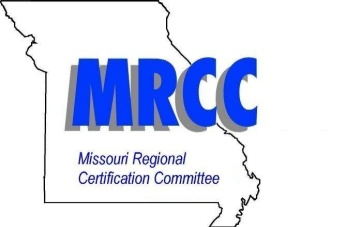 MRCC
Missouri Regional
Certification Committee